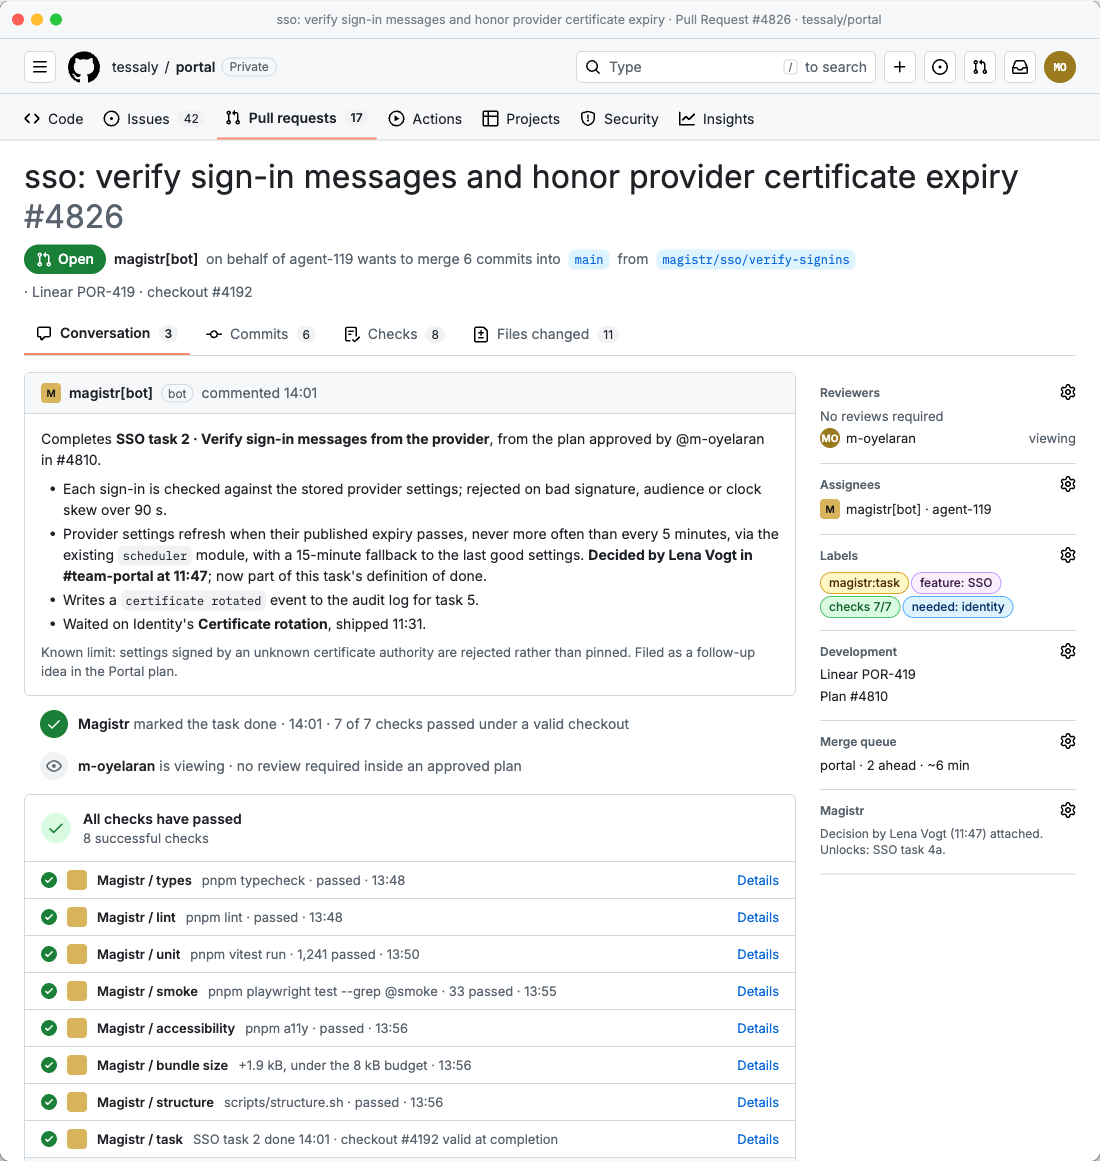 sso: verify sign-in messages and honor provider certificate expiry · Pull Request #4826 · tessaly/portal
tessaly / portal Private
Type / to search
MO
Code
Issues 42
Pull requests 17
Actions
Projects
Security
Insights
sso: verify sign-in messages and honor provider certificate expiry
#4826
Open magistr[bot] on behalf of agent-119 wants to merge 6 commits into main from magistr/sso/verify-signins
· Linear POR-419 · checkout #4192
Conversation 3
Commits 6
Checks 8
Files changed 11
M magistr[bot] bot commented 14:01
Completes SSO task 2 · Verify sign-in messages from the provider, from the plan approved by @m-oyelaran
in #4810.
• Each sign-in is checked against the stored provider settings; rejected on bad signature, audience or clock
skew over 90 s.
• Provider settings refresh when their published expiry passes, never more often than every 5 minutes, via the
existing scheduler module, with a 15-minute fallback to the last good settings. Decided by Lena Vogt in
#team-portal at 11:47; now part of this task's definition of done.
• Writes a certificate rotated event to the audit log for task 5.
• Waited on Identity's Certificate rotation, shipped 11:31.
Known limit: settings signed by an unknown certificate authority are rejected rather than pinned. Filed as a follow-up
idea in the Portal plan.
Magistr marked the task done · 14:01 · 7 of 7 checks passed under a valid checkout
m-oyelaran is viewing · no review required inside an approved plan
All checks have passed
8 successful checks
Magistr / types pnpm typecheck · passed · 13:48 Details
Magistr / lint pnpm lint · passed · 13:48 Details
Magistr / unit pnpm vitest run · 1,241 passed · 13:50 Details
Magistr / smoke pnpm playwright test --grep @smoke · 33 passed · 13:55 Details
Magistr / accessibility pnpm a11y · passed · 13:56 Details
Magistr / bundle size +1.9 kB, under the 8 kB budget · 13:56 Details
Magistr / structure scripts/structure.sh · passed · 13:56 Details
Magistr / task SSO task 2 done 14:01 · checkout #4192 valid at completion Details
Reviewers
No reviews required
MO m-oyelaran viewing
Assignees
M magistr[bot] · agent-119
Labels
magistr:task feature: SSO
checks 7/7 needed: identity
Development
Linear POR-419
Plan #4810
Merge queue
portal · 2 ahead · ~6 min
Magistr
Decision by Lena Vogt (11:47) attached.
Unlocks: SSO task 4a.